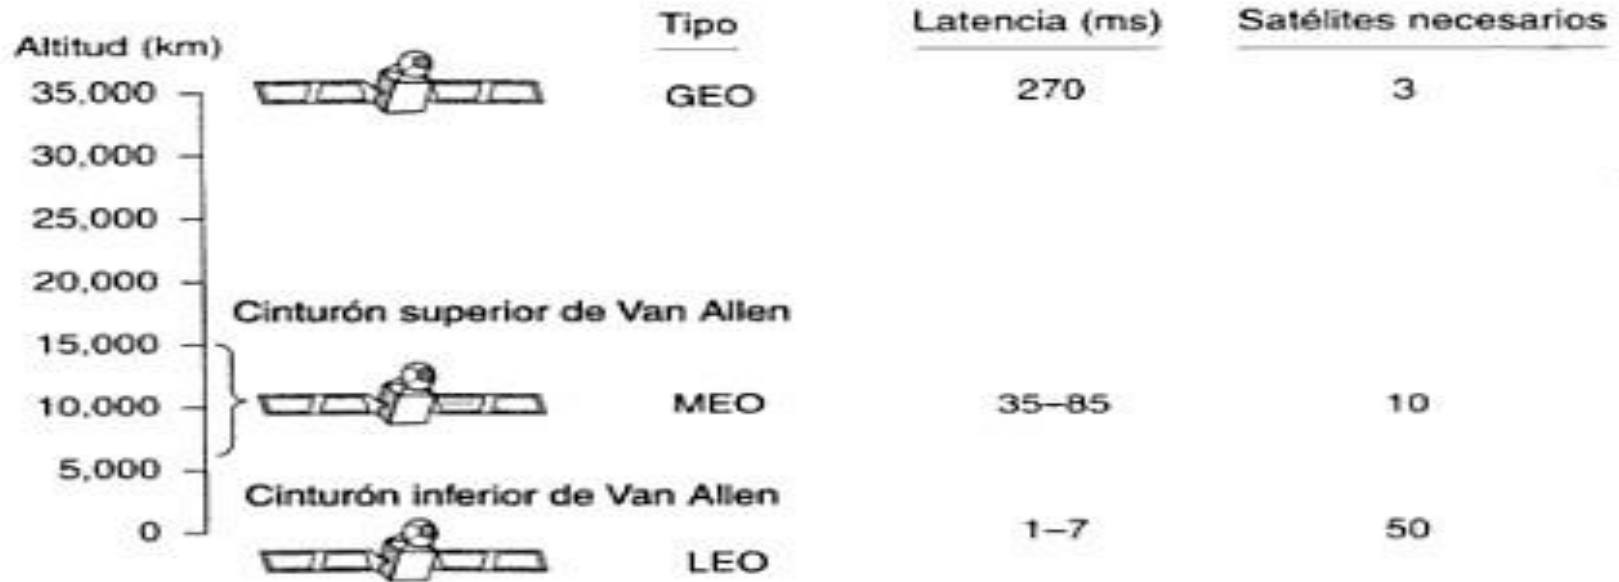 Tipo Latencia (ms) Satélites necesarios
Altitud (km)
35,000 GEO 270 3
30,000
25,000
20,000
Cinturón superior de Van Allen
15,000
10,000 MEO 35–85 10
5,000
Cinturón inferior de Van Allen
0 1–7 50
LEO